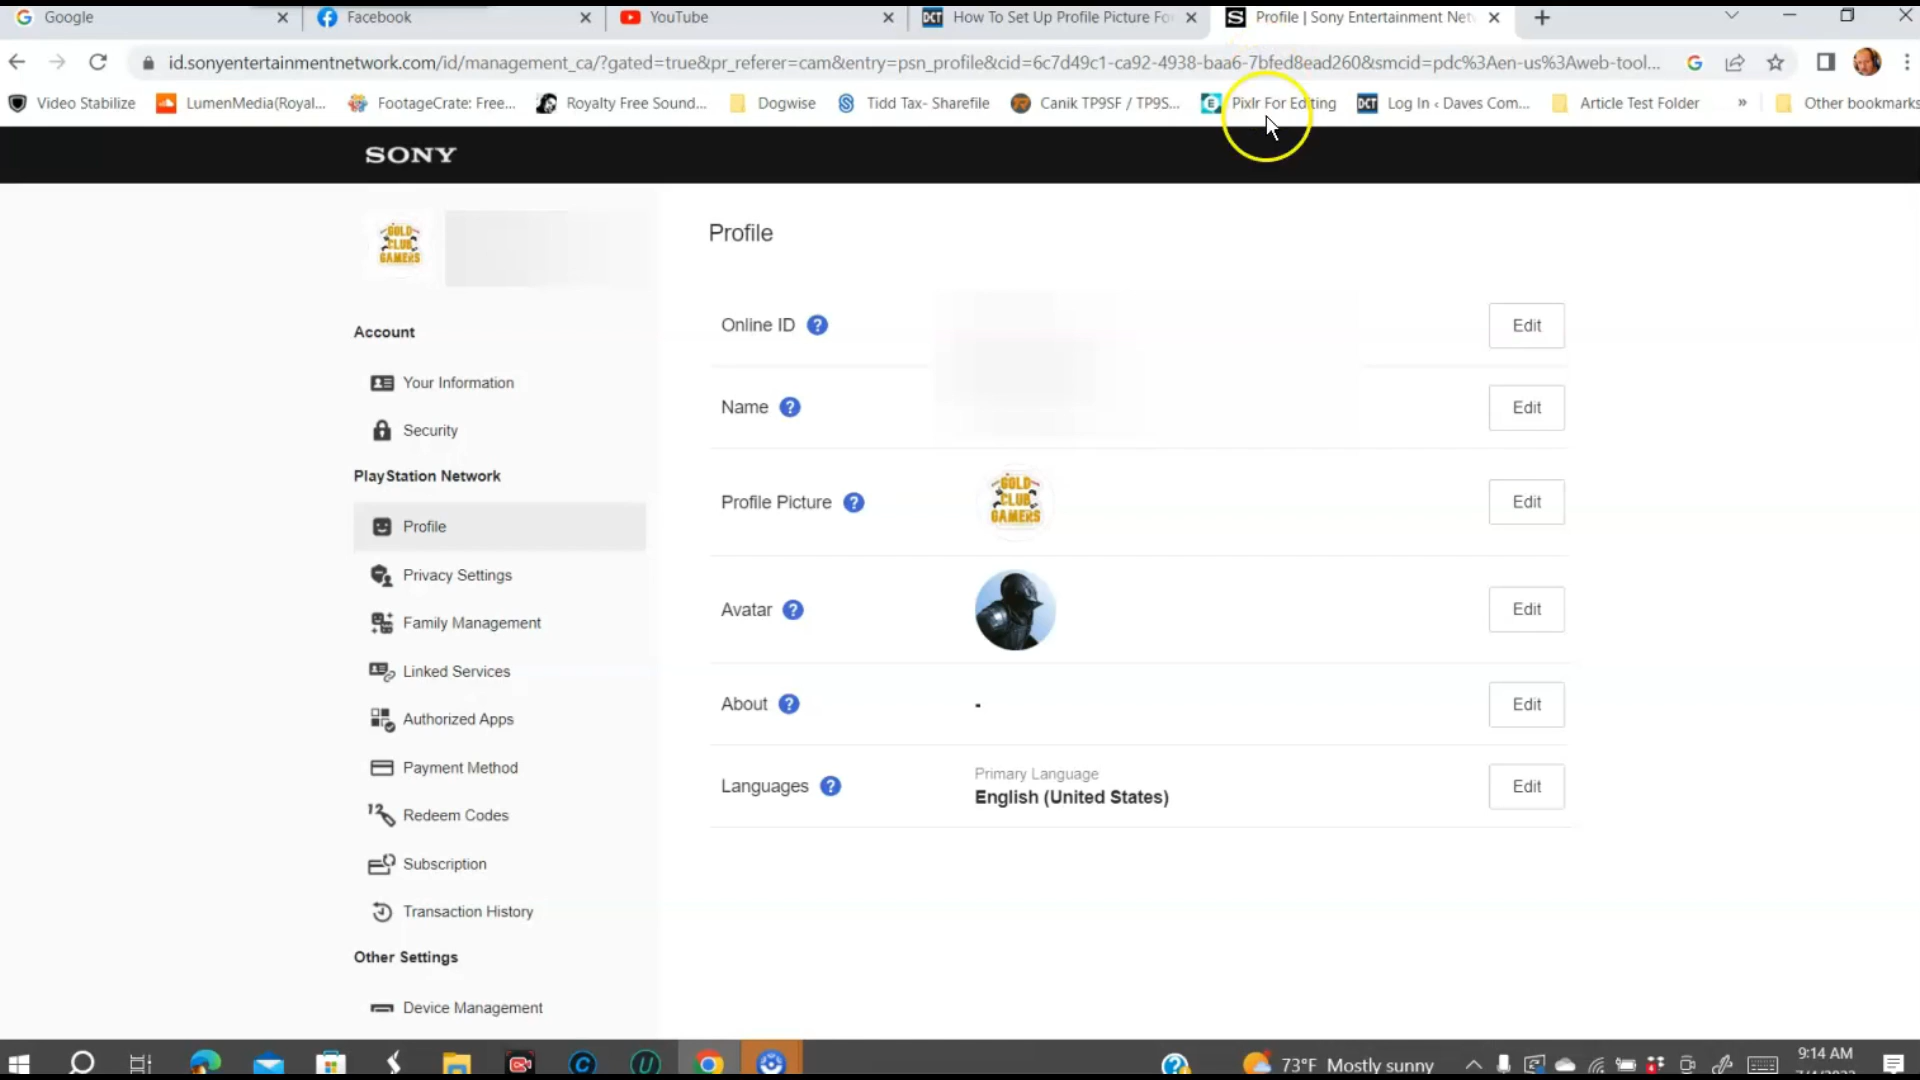 Google
Facebook
YouTube
How To Set Up Profile Picture Fo
Profile | Sony Entertainment Net
id.sonyentertainmentnetwork.com/id/management_ca/?gated=true&pr_referer=cam&entry=psn_profile&cid=6c7d49c1-ca92-4938-baa6-7bfed8ead260&smcid=pdc%3Aen-us%3Aweb-tool...
Video Stabilize
LumenMedia(Royal...
FootageCrate: Free...
Royalty Free Sound...
Dogwise
Tidd Tax- Sharefile
Canik TP9SF / TP9S...
Pixlr For Editing
DCT
Log In ‹ Daves Com...
Article Test Folder
»
Other bookmarks
SONY
GOLD
CLUB
GAMERS
Account
Your Information
Security
PlayStation Network
Profile
Privacy Settings
Family Management
Linked Services
Authorized Apps
Payment Method
Redeem Codes
Subscription
Transaction History
Other Settings
Device Management
Profile
Online ID ?
Edit
Name ?
Edit
Profile Picture ?
GOLD
CLUB
GAMERS
Edit
Avatar ?
Edit
About ?
-
Edit
Languages ?
Primary Language
English (United States)
Edit
73°F Mostly sunny
9:14 AM